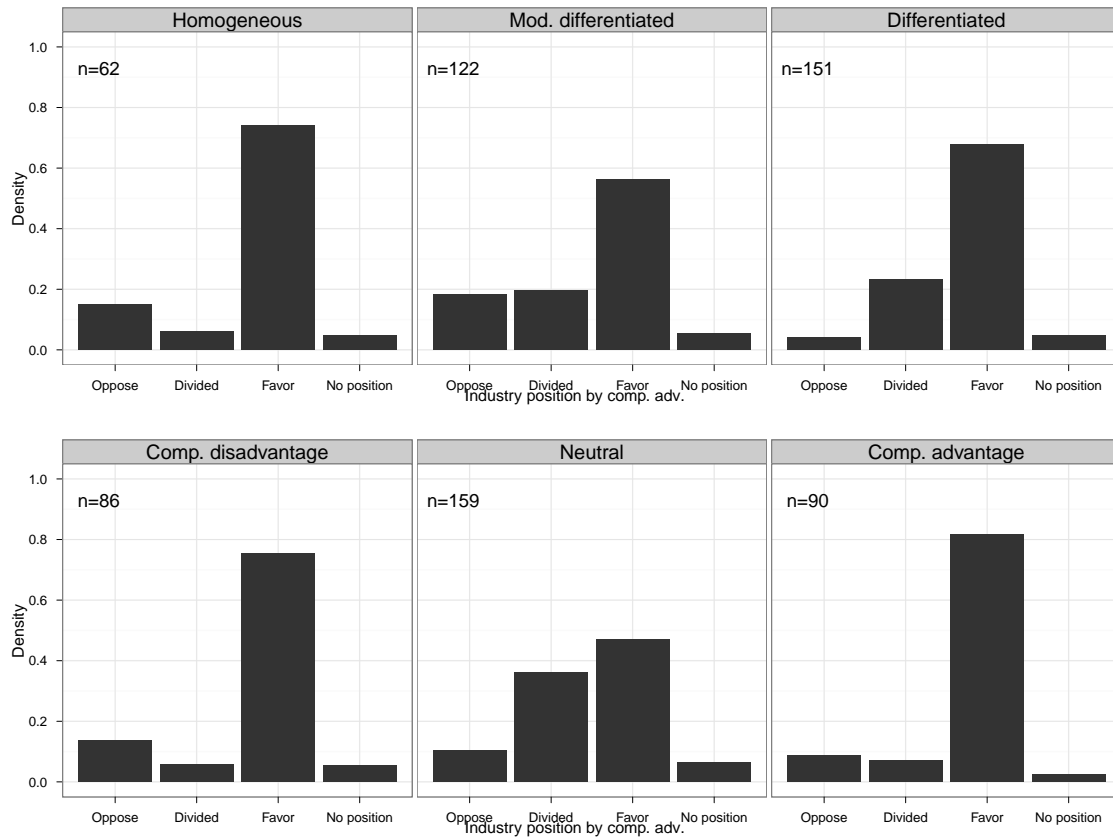 Homogeneous Mod. differentiated Differentiated
1.0
n=62 n=122 n=151
0.8
0.6
Density
0.4
0.2
0.0
Oppose Divided Favor No position Oppose Divided Favor No position Oppose Divided Favor No position
Industry position by comp. adv.
Comp. disadvantage Neutral Comp. advantage
1.0
n=86 n=159 n=90
0.8
0.6
Density
0.4
0.2
0.0
Oppose Divided Favor No position Oppose Divided Favor No position Oppose Divided Favor No position
Industry position by comp. adv.